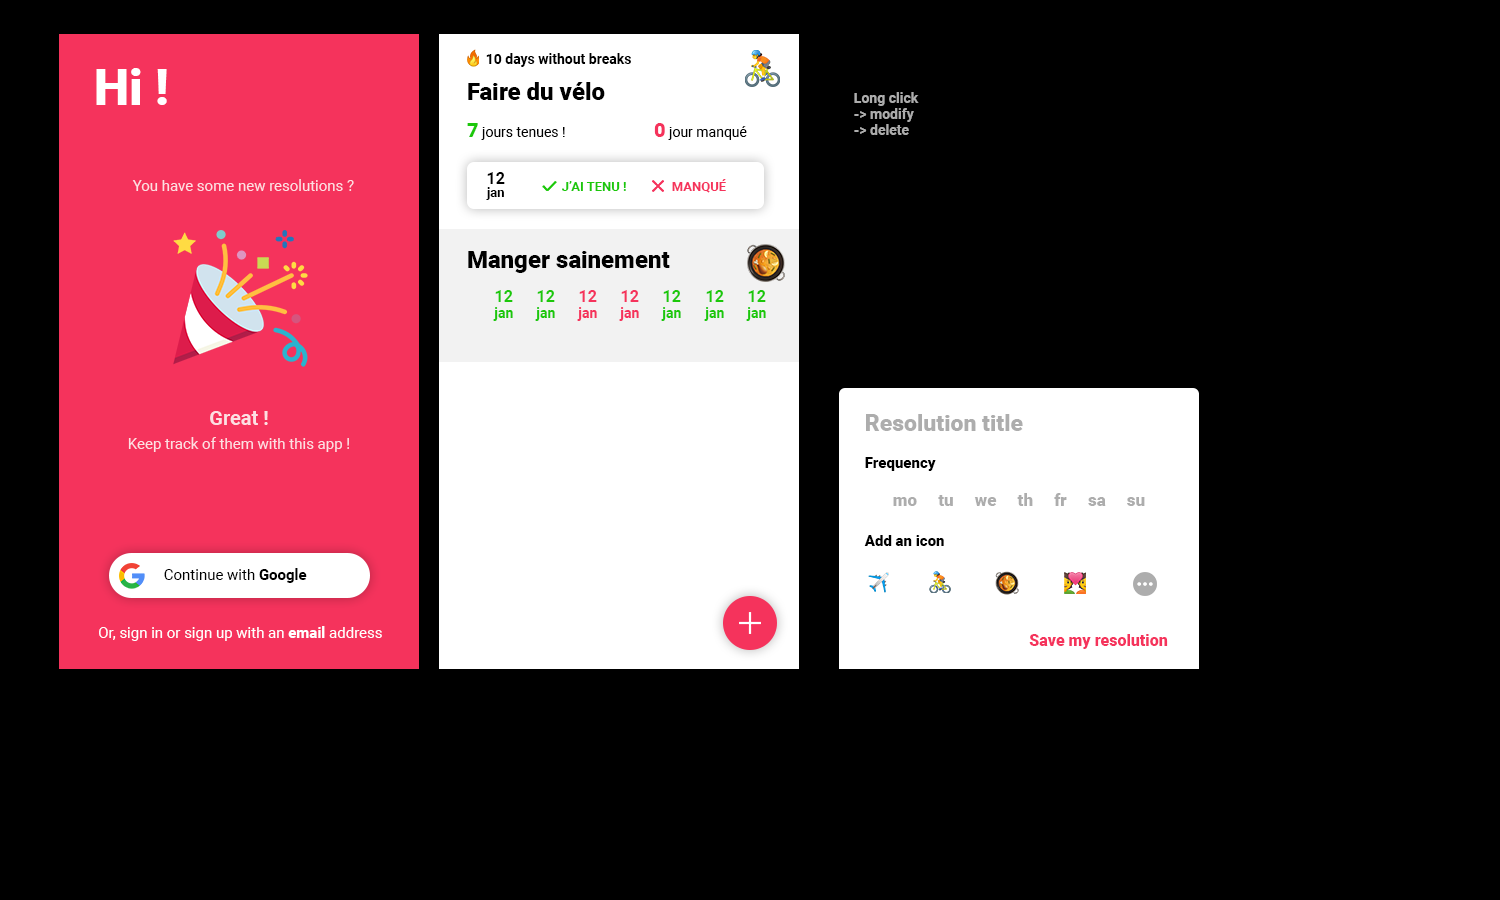 Hi !
You have some new resolutions ?
Great !
Keep track of them with this app !
Continue with Google
Or, sign in or sign up with an email address
10 days without breaks
Faire du vélo
7 jours tenues ! 0 jour manqué
12 jan J'AI TENU ! MANQUÉ
Manger sainement
12 12 12 12 12 12 12
jan jan jan jan jan jan jan
Long click
-> modify
-> delete
Resolution title
Frequency
mo tu we th fr sa su
Add an icon
Save my resolution